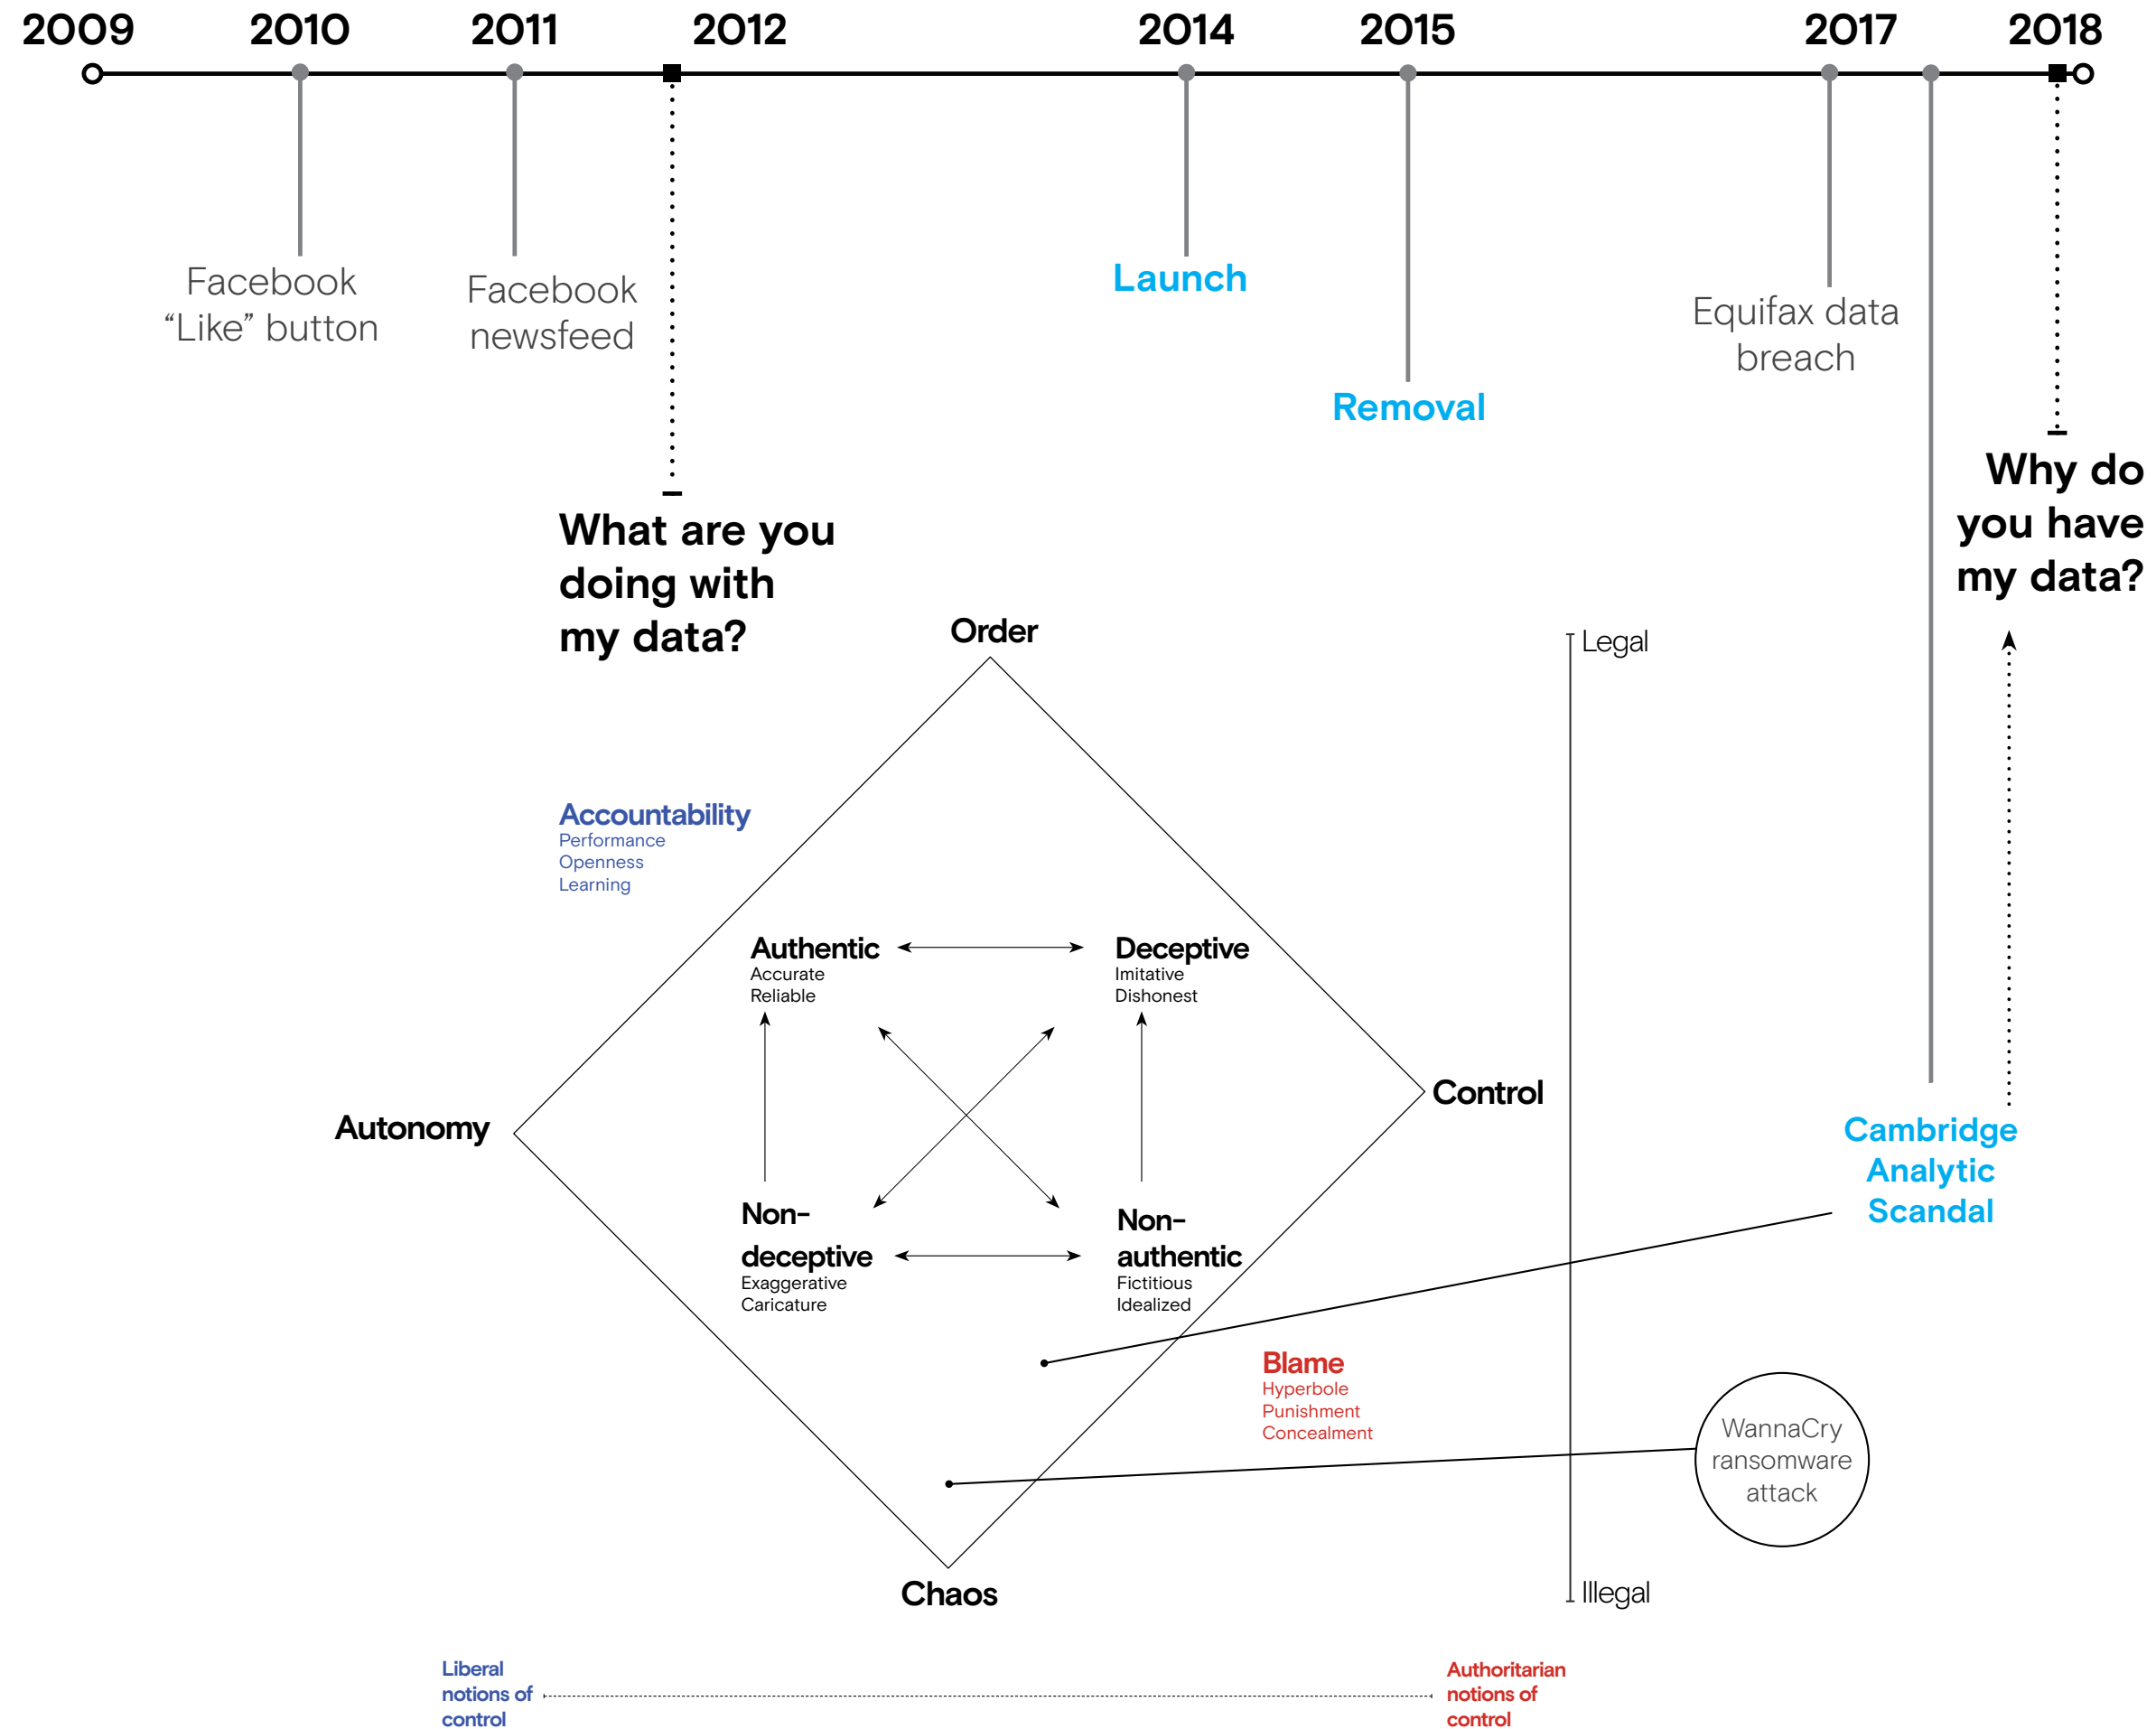 2009 2010 2011 2012 2014 2015 2017 2018
Facebook
“Like” button
Facebook
newsfeed
Launch
Removal
Equifax data
breach
What are you
doing with
my data?
Why do
you have
my data?
Order
Legal
Accountability
Performance
Openness
Learning
Authentic
Accurate
Reliable
Deceptive
Imitative
Dishonest
Autonomy
Control
Cambridge
Analytic
Scandal
Non-
deceptive
Exaggerative
Caricature
Non-
authentic
Fictitious
Idealized
Blame
Hyperbole
Punishment
Concealment
WannaCry
ransomware
attack
Chaos
Illegal
Liberal
notions of
control
Authoritarian
notions of
control